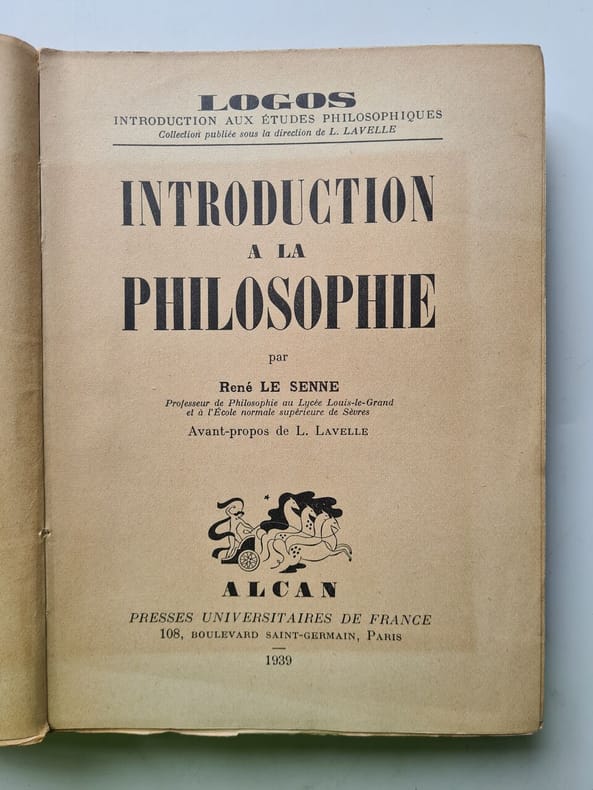 LOGOS
INTRODUCTION AUX ÉTUDES PHILOSOPHIQUES
Collection publiée sous la direction de L. LAVELLE
INTRODUCTION
A LA
PHILOSOPHIE
par
René LE SENNE
Professeur de Philosophie au Lycée Louis-le-Grand
et à l'École normale supérieure de Sèvres
Avant-propos de L. LAVELLE
ALCAN
PRESSES UNIVERSITAIRES DE FRANCE
108, BOULEVARD SAINT-GERMAIN, PARIS
1939